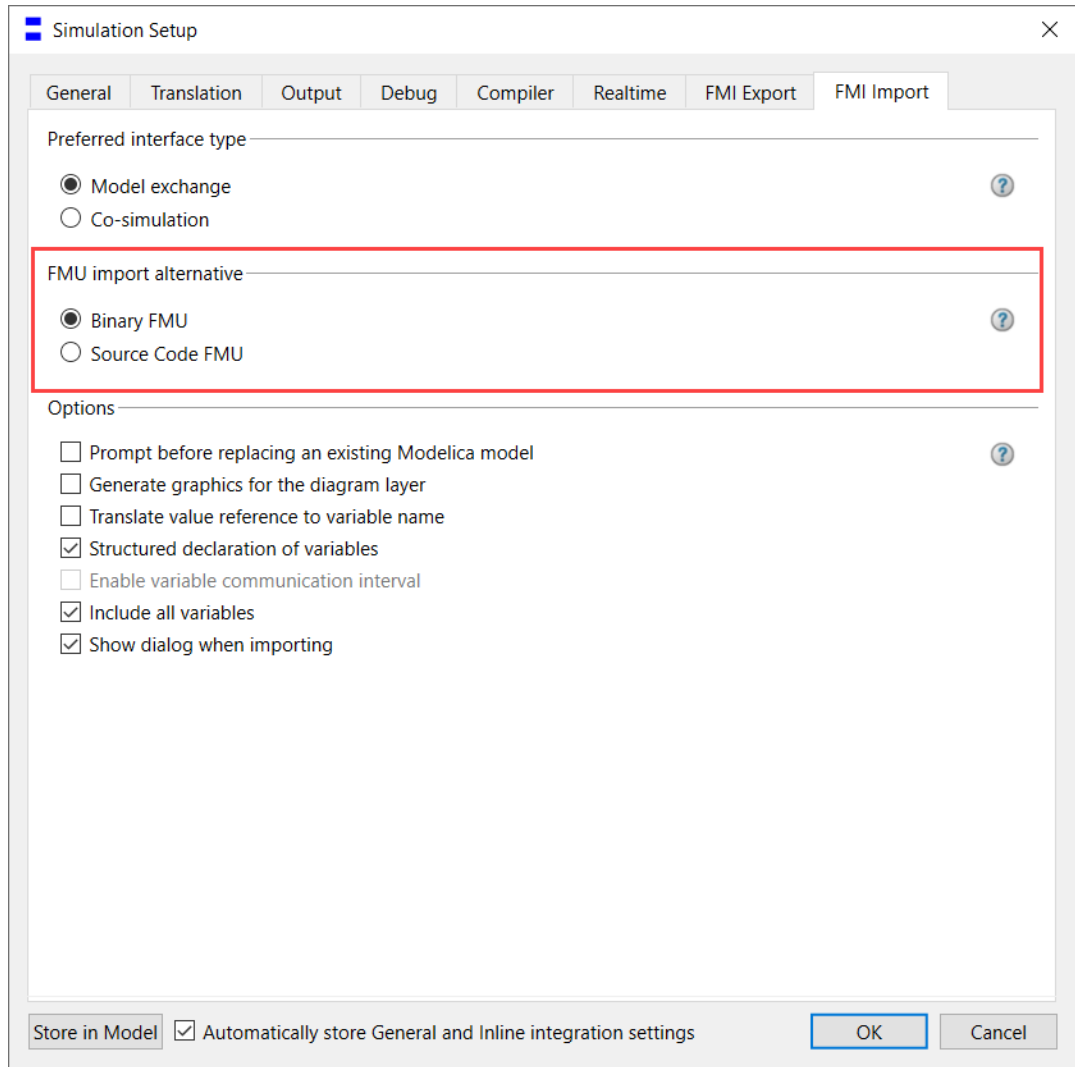 Simulation Setup
General Translation Output Debug Compiler Realtime FMI Export FMI Import
Preferred interface type
Model exchange
?
Co-simulation
FMU import alternative
Binary FMU
?
Source Code FMU
Options
Prompt before replacing an existing Modelica model
?
Generate graphics for the diagram layer
Translate value reference to variable name
Structured declaration of variables
Enable variable communication interval
Include all variables
Show dialog when importing
Store in Model Automatically store General and Inline integration settings OK Cancel